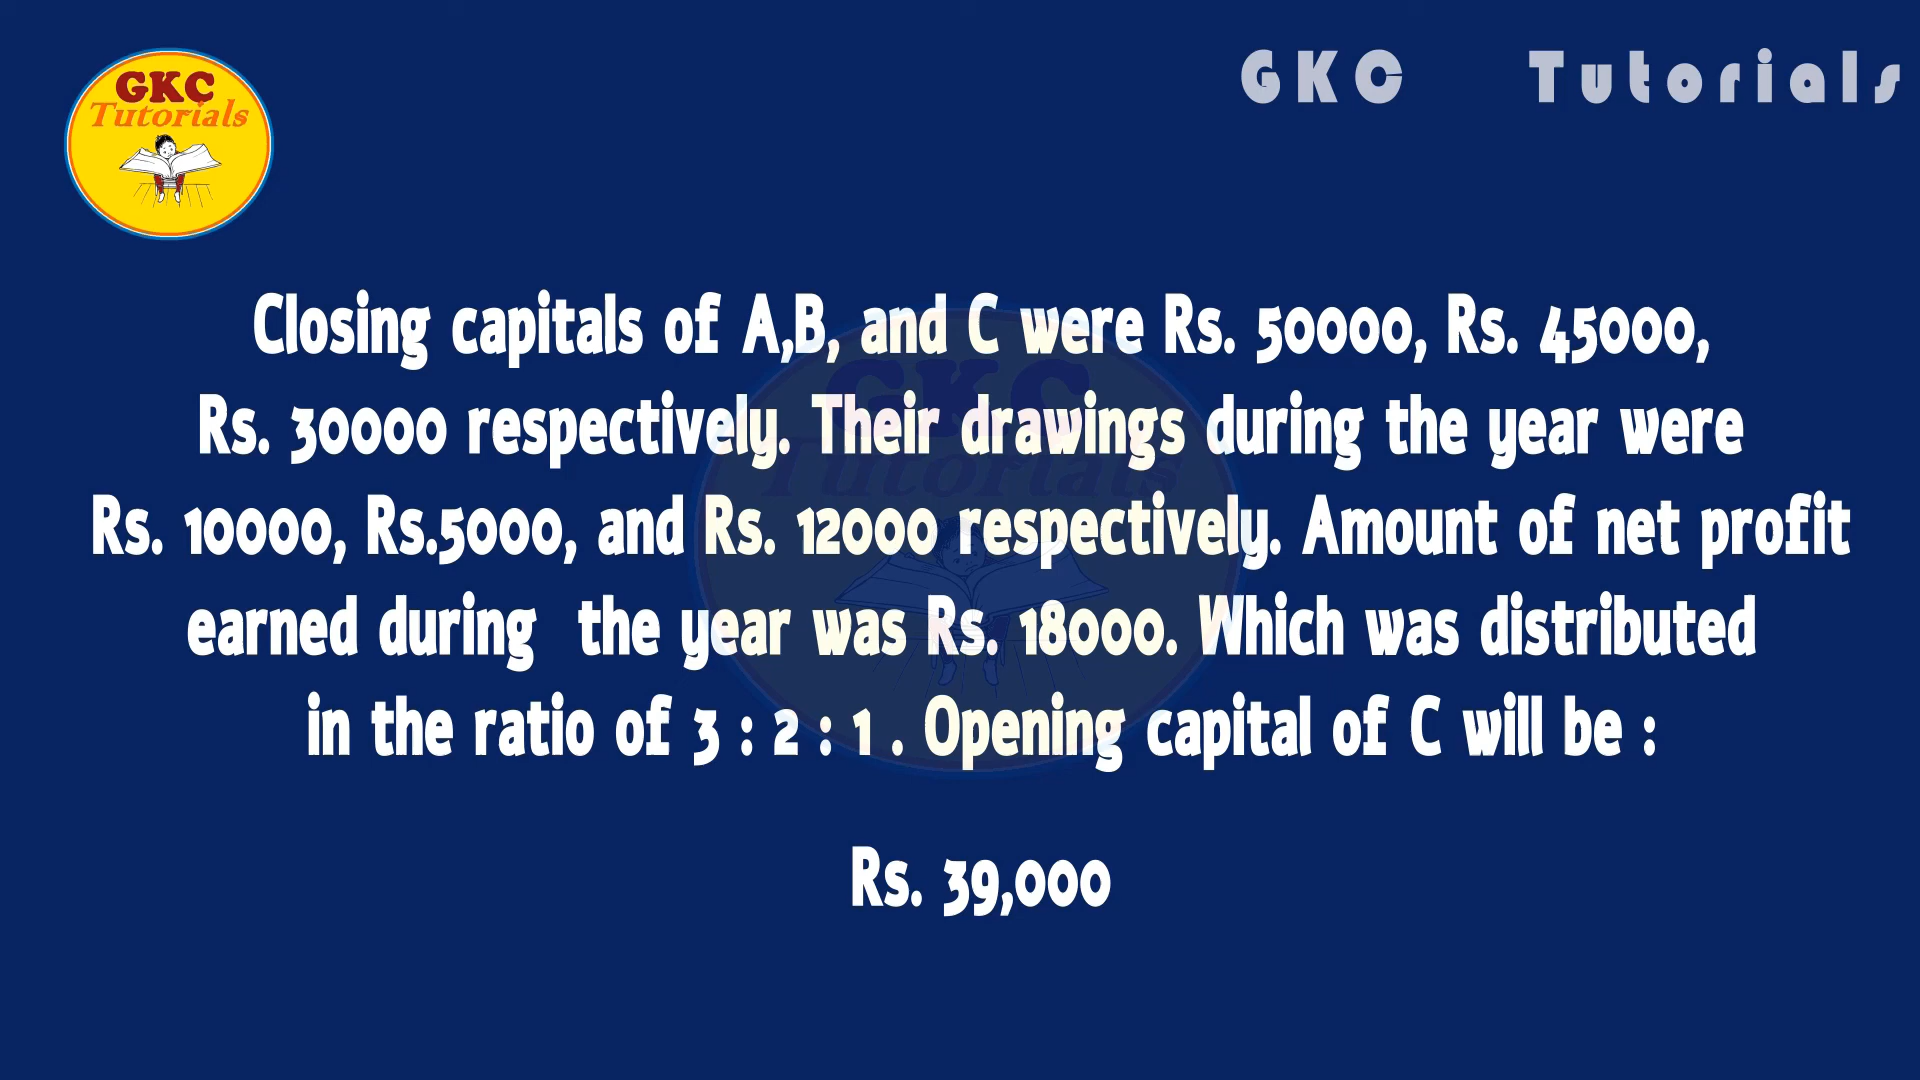 GKC
Tutorials
GKC Tutorials
Closing capitals of A,B, and C were Rs. 50000, Rs. 45000,
Rs. 30000 respectively. Their drawings during the year were
Rs. 10000, Rs.5000, and Rs. 12000 respectively. Amount of net profit
earned during the year was Rs. 18000. Which was distributed
in the ratio of 3 : 2 : 1 . Opening capital of C will be :
Rs. 39,000
GKC
Tutorials